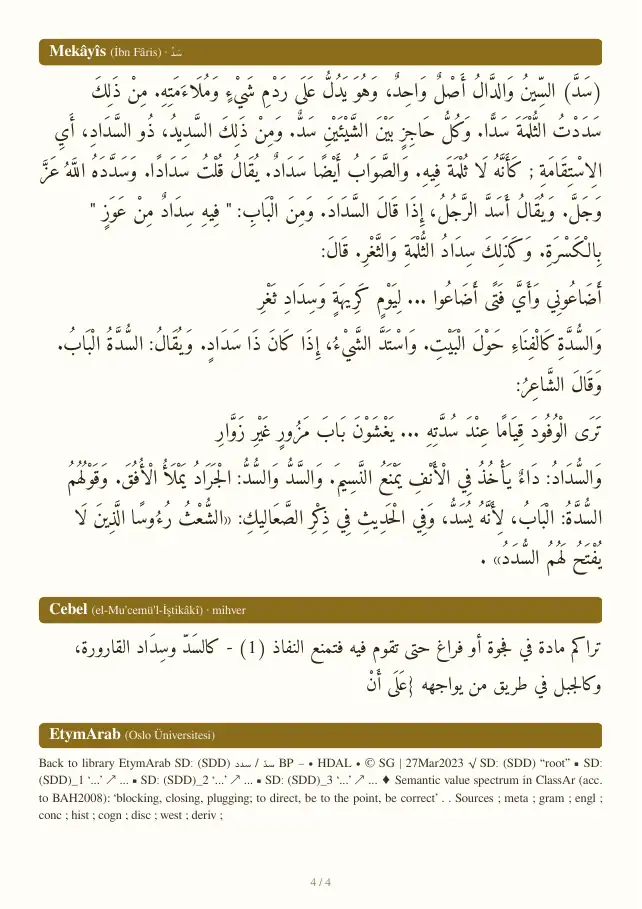 Mekâyîs (İbn Fâris) · سَدَّ
(سَدَّ) السِّينُ وَالدَّالُ أَصْلٌ وَاحِدٌ، وَهُوَ يَدُلُّ عَلَى رَدْمِ شَيْءٍ وَمُلَاءَمَتِهِ. مِنْ ذَلِكَ
سَدَدْتُ الثُّلْمَةَ سَدًّا. وَكُلُّ حَاجِزٍ بَيْنَ الشَّيْئَيْنِ سَدٌّ. وَمِنْ ذَلِكَ السَّدِيدُ، ذُو السَّدَادِ، أَيِ
الِاسْتِقَامَةِ ; كَأَنَّهُ لَا ثُلْمَةَ فِيهِ. وَالصَّوَابُ أَيْضًا سَدَادٌ. يُقَالُ قُلْتُ سَدَادًا. وَسَدَّدَهُ اللَّهُ عَزَّ
وَجَلَّ. وَيُقَالُ أَسَدَّ الرَّجُلُ، إِذَا قَالَ السَّدَادَ. وَمِنَ الْبَابِ: " فِيهِ سِدَادٌ مِنْ عَوَزٍ "
بِالْكَسْرَةِ. وَكَذَلِكَ سِدَادُ الثُّلْمَةِ وَالثَّغْرِ. قَالَ:
أَضَاعُونِي وَأَيَّ فَتًى أَضَاعُوا ... لِيَوْمِ كَرِيهَةٍ وَسِدَادِ ثَغْرِ
وَالسُّدَّةِ كَالْفِنَاءِ حَوْلَ الْبَيْتِ. وَاسْتَدَّ الشَّيْءُ، إِذَا كَانَ ذَا سَدَادٍ. وَيُقَالُ: السُّدَّةُ الْبَابُ.
وَقَالَ الشَّاعِرُ:
تَرَى الْوُفُودَ قِيَامًا عِنْدَ سُدَّتِهِ ... يَغْشَوْنَ بَابَ مَزُورٍ غَيْرِ زَوَّارِ
وَالسُّدَادُ: دَاءٌ يَأْخُذُ فِي الْأَنْفِ يَمْنَعُ النَّسِيمَ. وَالسَّدُّ وَالسُّدُّ: الْجَرَادُ يَمْلَأُ الْأُفُقَ. وَقَوْلُهُمُ
السُّدَّةُ: الْبَابُ، لِأَنَّهُ يُسَدُّ، وَفِي الْحَدِيثِ فِي ذِكْرِ الصَّعَالِيكِ: «الشُّعْثُ رُءُوسًا الَّذِينَ لَا
يُفْتَحُ لَهُمُ السُّدَدُ» .
Cebel (el-Mu'cemü'l-İştikâkî) · mihver
تراكم مادة في فجوة أو فراغ حتى تقوم فيه فتمنع النفاذ (1) - كالسَدّ وسِدَاد القارورة،
وكالجبل في طريق من يواجهه {عَلَى أَنْ
EtymArab (Oslo Üniversitesi)
Back to library EtymArab SD: (SDD) سدّ / سدد BP – • HDAL • © SG | 27Mar2023 √ SD: (SDD) “root” ▪ SD:
(SDD)_1 ‘...’ ↗ ... ▪ SD: (SDD)_2 ‘...’ ↗ ... ▪ SD: (SDD)_3 ‘...’ ↗ ... ♦ Semantic value spectrum in ClassAr (acc.
to BAH2008): ‘blocking, closing, plugging; to direct, be to the point, be correct’ . . Sources ; meta ; gram ; engl ;
conc ; hist ; cogn ; disc ; west ; deriv ;
4 / 4